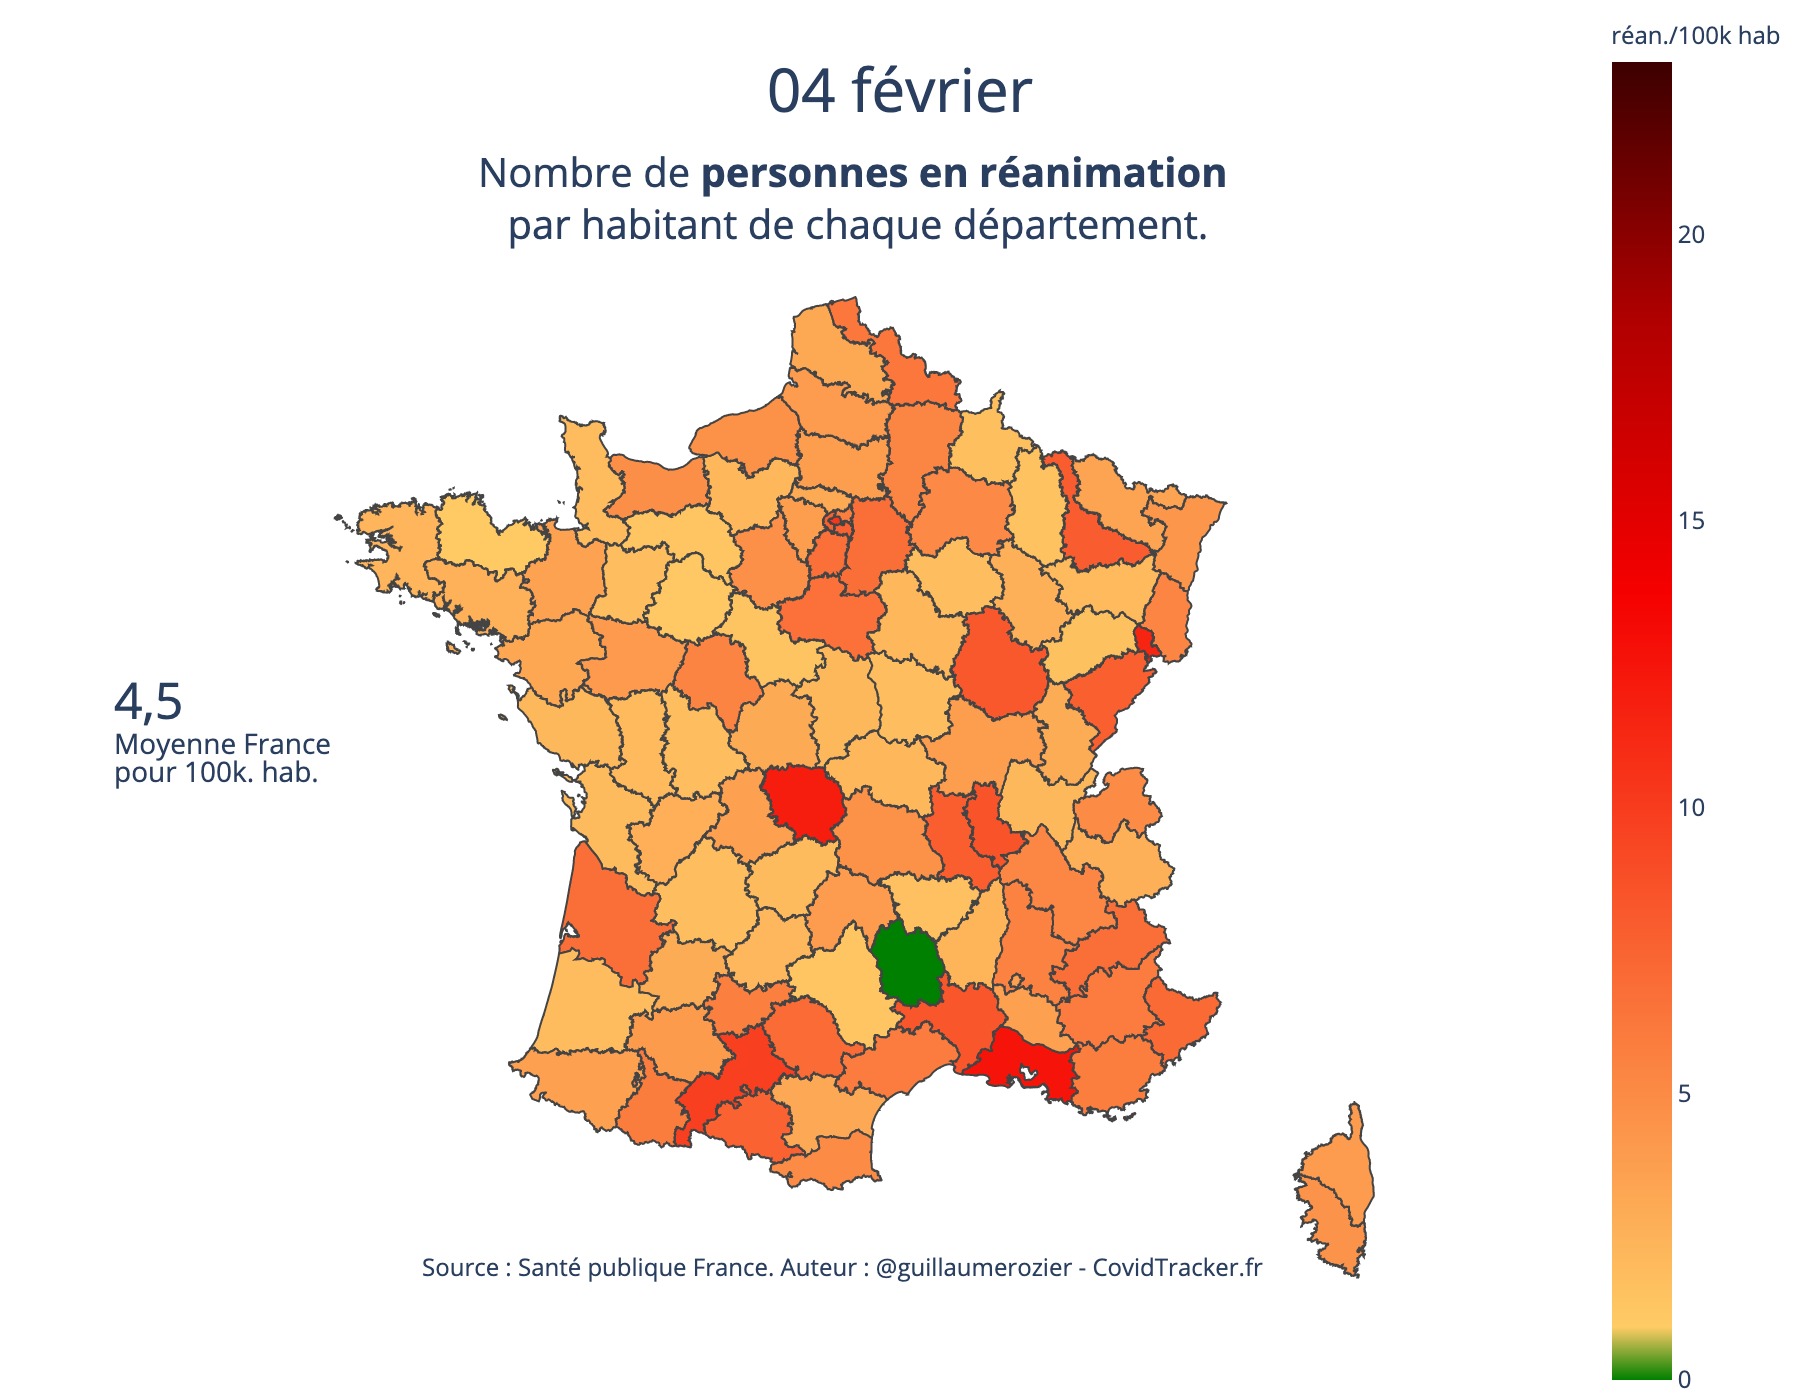 réan./100k hab
04 février
Nombre de personnes en réanimation
par habitant de chaque département.
20
15
4,5
Moyenne France
pour 100k. hab.
10
5
Source : Santé publique France. Auteur : @guillaumerozier - CovidTracker.fr
0